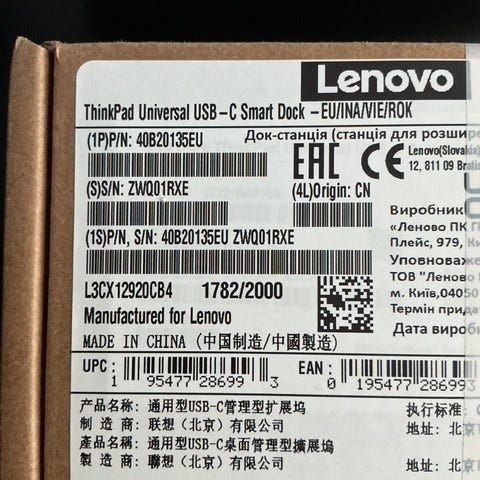 Lenovo
ThinkPad Universal USB-C Smart Dock -EU/INA/VIE/ROK
(1P)P/N: 40B20135EU
Док-станція (станція для розшире
EAC CE
Lenovo(Slovakia)
12, 811 09 Bratis
(S)S/N: ZWQ01RXE
(4L)Origin: CN
(1S)P/N, S/N: 40B20135EU ZWQ01RXE
Виробник
«Леново ПК
Плейс, 979, К
Уповноваже
ТОВ "Леново
м. Київ,04050
Термін прида
Дата вироб
L3CX12920CB4 1782/2000
Manufactured for Lenovo
MADE IN CHINA (中国制造/中國製造)
UPC: 1 95477 28699 3
EAN: 0 195477 286993
产品名称: 通用型USB-C管理型扩展坞
制 造 商: 联想（北京）有限公司
產品名稱: 通用型USB-C桌面管理型擴展塢
製 造 商: 聯想（北京）有限公司
执行标准:
地址: 北京
地址: 北